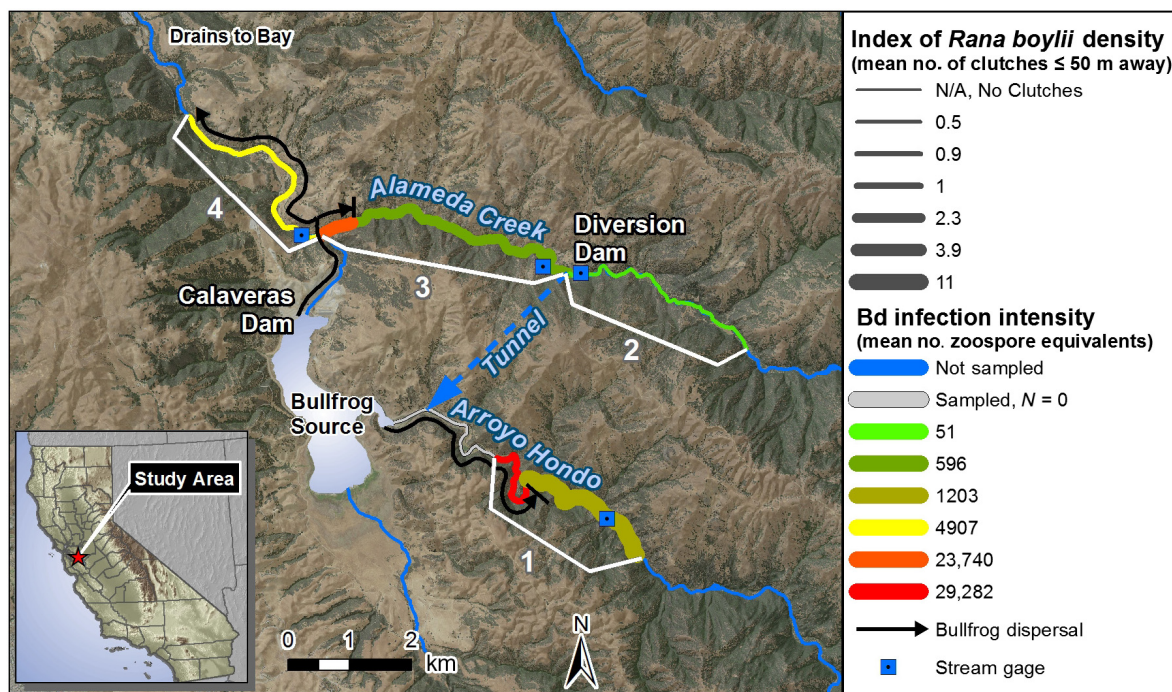 Drains to Bay
Alameda Creek
Diversion
Dam
4
3
2
Calaveras
Dam
Tunnel
Bullfrog
Source
Arroyo Hondo
1
Study Area
0 1 2
km
N
Index of Rana boylii density
(mean no. of clutches ≤ 50 m away)
N/A, No Clutches
0.5
0.9
1
2.3
3.9
11
Bd infection intensity
(mean no. zoospore equivalents)
Not sampled
Sampled, N = 0
51
596
1203
4907
23,740
29,282
Bullfrog dispersal
Stream gage